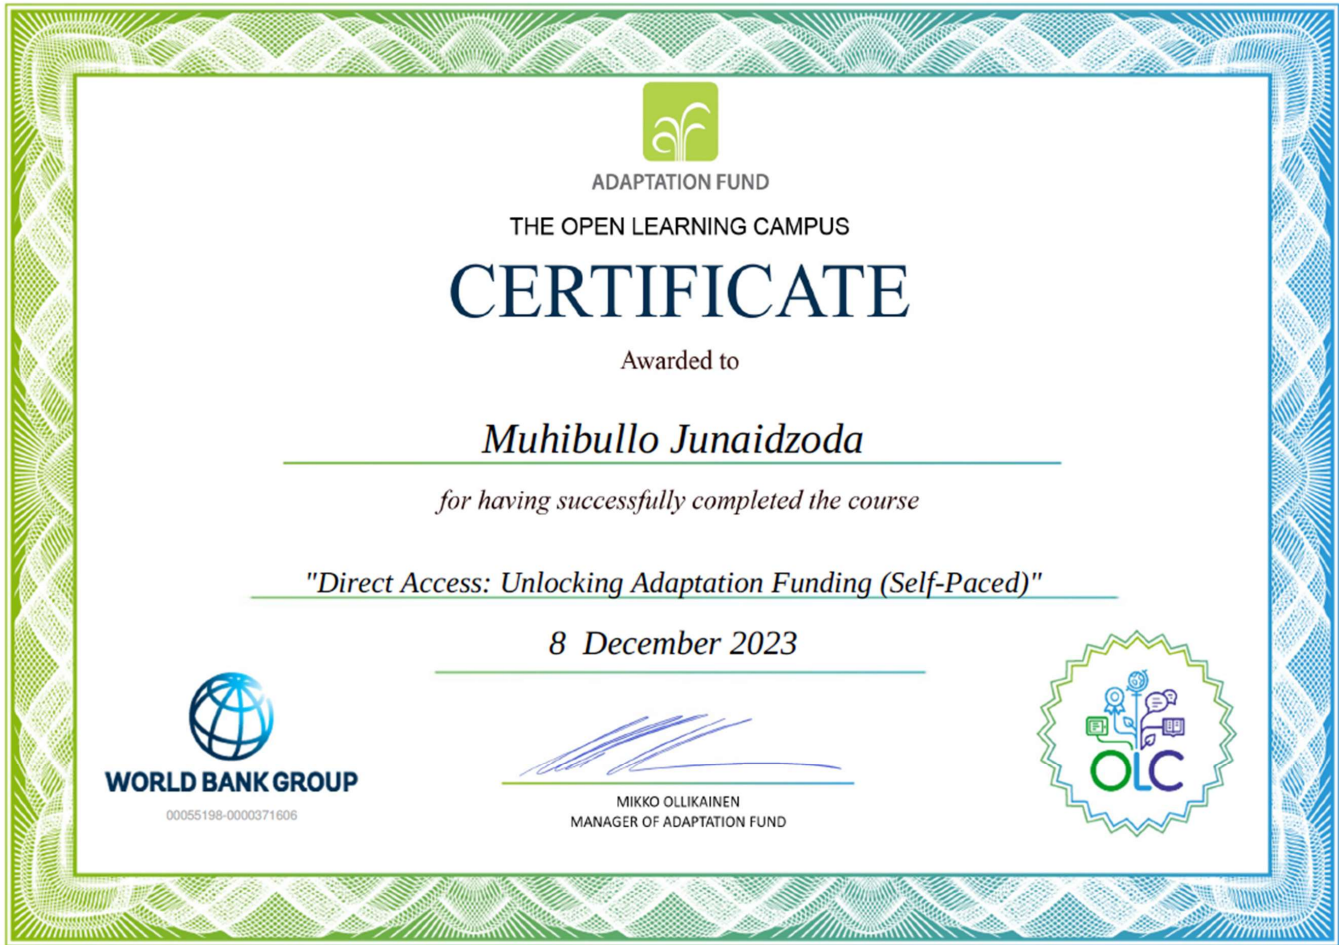 af
ADAPTATION FUND
THE OPEN LEARNING CAMPUS
CERTIFICATE
Awarded to
Muhibullo Junaidzoda
for having successfully completed the course
"Direct Access: Unlocking Adaptation Funding (Self-Paced)"
8 December 2023
WORLD BANK GROUP
00055198-0000371606
MIKKO OLLIKAINEN
MANAGER OF ADAPTATION FUND
OLC